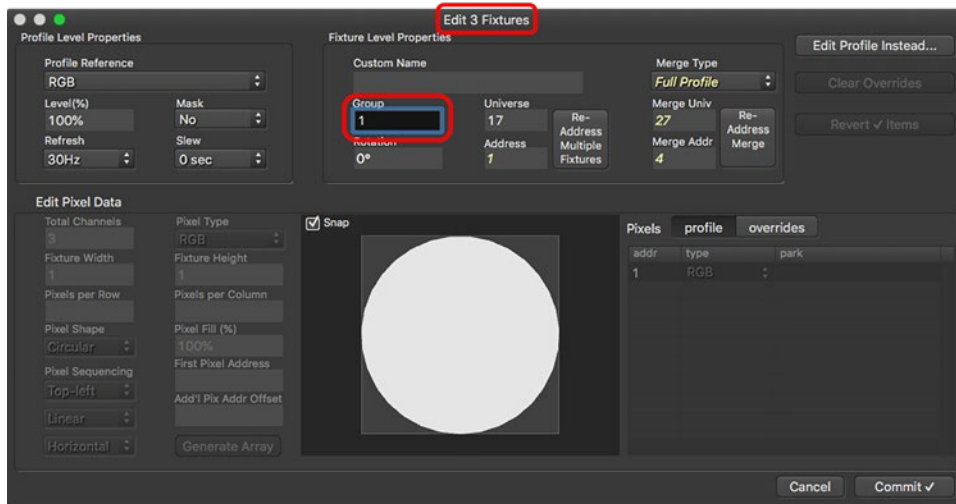 Edit 3 Fixtures
Profile Level Properties
Profile Reference
RGB
Level(%)
Mask
100%
No
Refresh
Slew
30Hz
0 sec
Fixture Level Properties
Custom Name
Group
Universe
1
17
Re-
Address
Multiple
Fixtures
Rotation
Address
0°
1
Merge Type
Full Profile
Merge Univ
27
Re-
Address
Merge
Merge Addr
4
Edit Profile Instead...
Clear Overrides
Revert ✓ Items
Edit Pixel Data
Total Channels
Pixel Type
3
RGB
Fixture Width
Fixture Height
1
1
Pixels per Row
Pixels per Column
Pixel Shape
Pixel Fill (%)
Circular
100%
First Pixel Address
Pixel Sequencing
Top-left
Add'l Pix Addr Offset
Linear
Horizontal
Generate Array
✓ Snap
Pixels
profile
overrides
addr
type
park
1
RGB
Cancel
Commit ✓